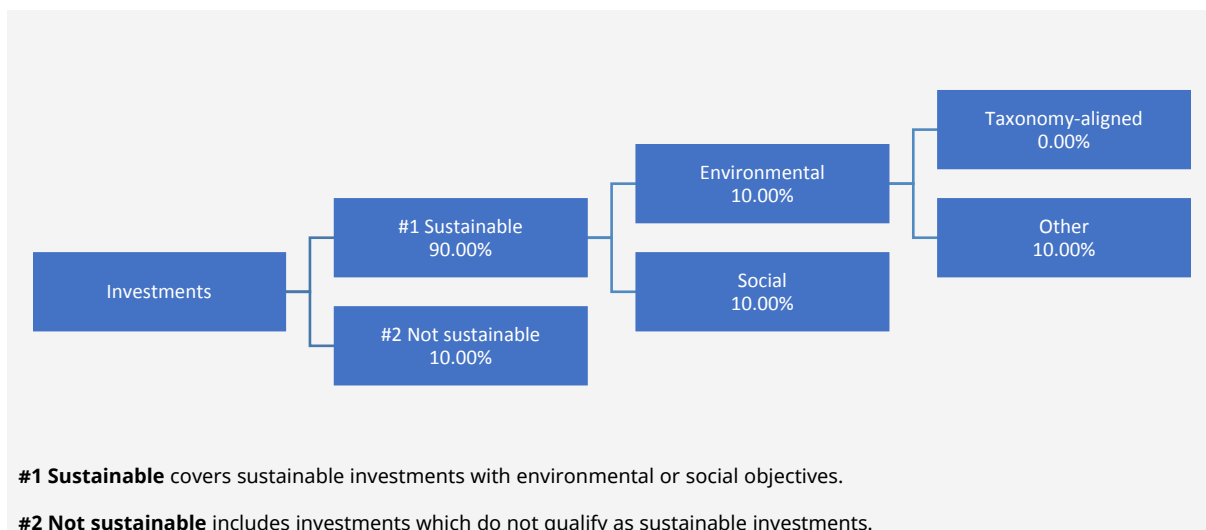 Taxonomy-aligned
0.00%
Environmental
10.00%
#1 Sustainable
90.00%
Other
10.00%
Investments
Social
10.00%
#2 Not sustainable
10.00%
#1 Sustainable covers sustainable investments with environmental or social objectives.
#2 Not sustainable includes investments which do not qualify as sustainable investments.